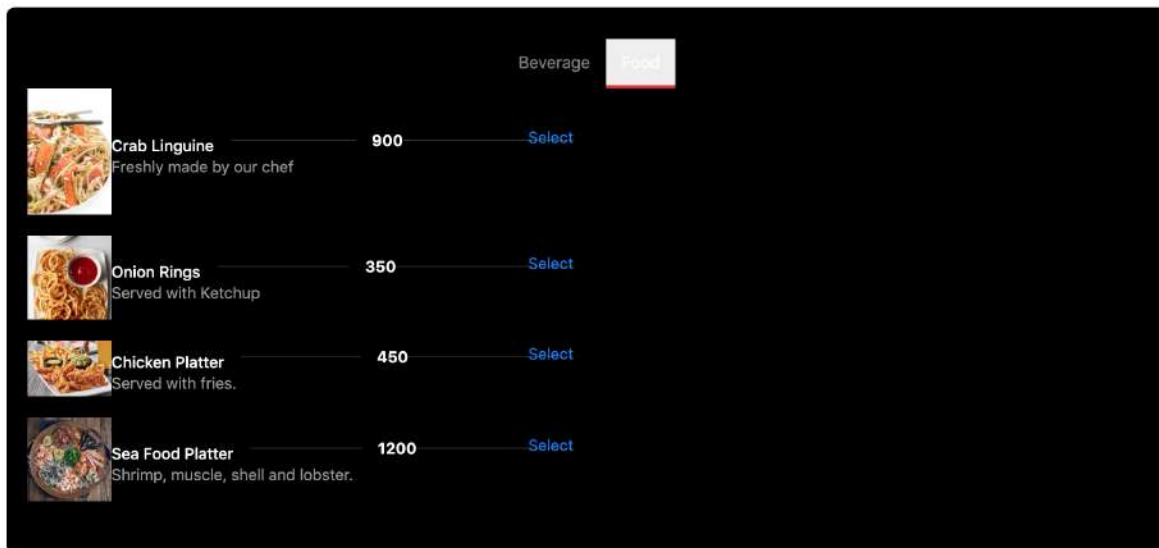 Beverage Food
Crab Linguine 900 Select
Freshly made by our chef
Onion Rings 350 Select
Served with Ketchup
Chicken Platter 450 Select
Served with fries.
Sea Food Platter 1200 Select
Shrimp, muscle, shell and lobster.